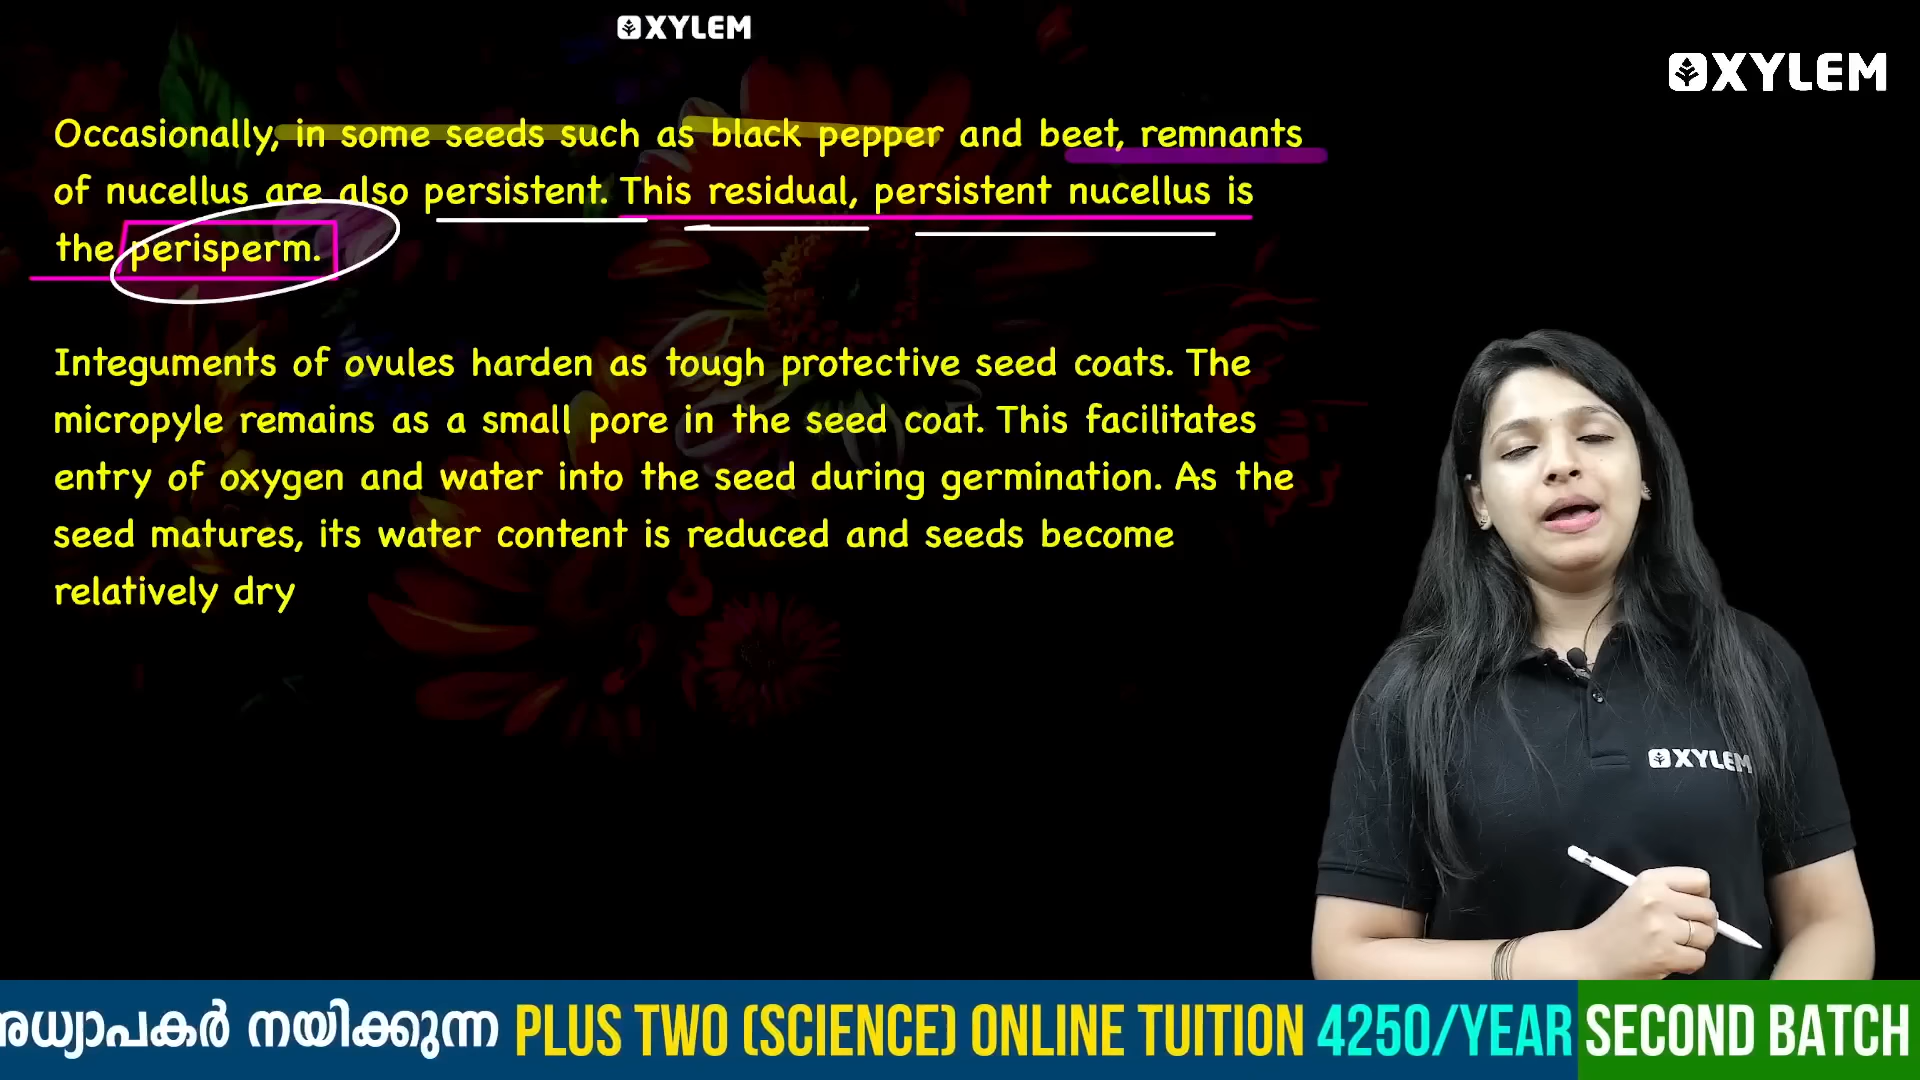 XYLEM
XYLEM
Occasionally, in some seeds such as black pepper and beet, remnants
of nucellus are also persistent. This residual, persistent nucellus is
the perisperm.
Integuments of ovules harden as tough protective seed coats. The
micropyle remains as a small pore in the seed coat. This facilitates
entry of oxygen and water into the seed during germination. As the
seed matures, its water content is reduced and seeds become
relatively dry
XYLEM
അധ്യാപകർ നയിക്കുന്ന PLUS TWO (SCIENCE) ONLINE TUITION 4250/YEAR SECOND BATCH